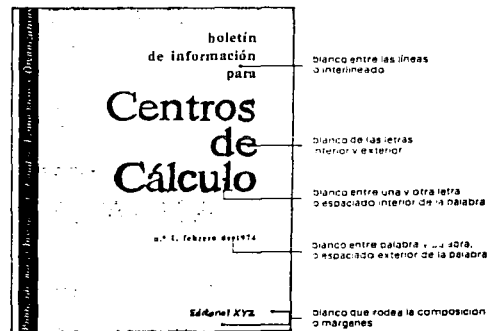 boletín
de información
para
Centros
de
Cálculo
n.º 1. febrero de 1974
Editorial XYZ
blanco entre las líneas
o interlineado
blanco de las letras
interior y exterior
blanco entre una y otra letra
o espaciado interior de la palabra
blanco entre palabra y
o espaciado exterior de la palabra
blanco que rodea la composición
o márgenes